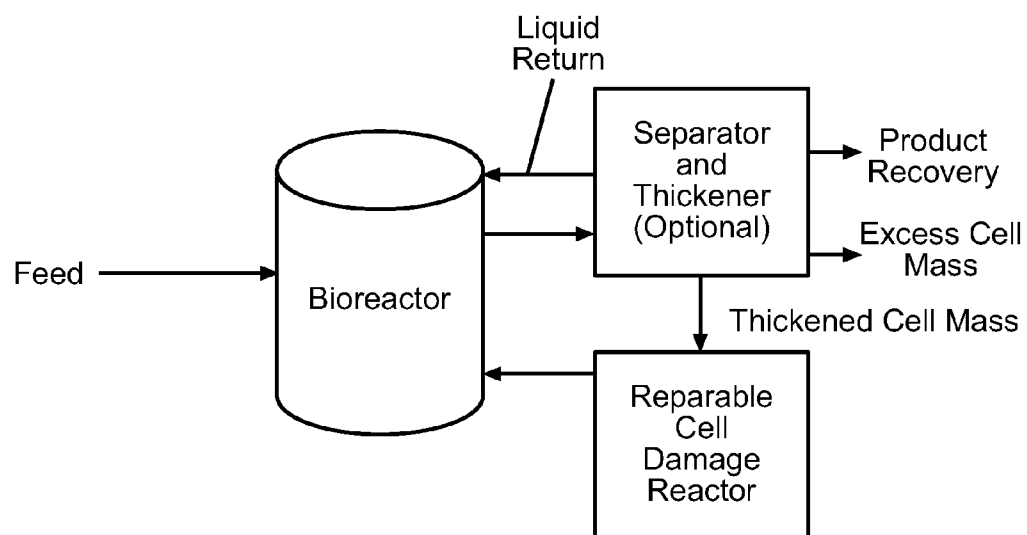 Liquid
Return
Separator
and
Thickener
(Optional)
Product
Recovery
Excess Cell
Mass
Feed
Bioreactor
Thickened Cell Mass
Reparable
Cell
Damage
Reactor